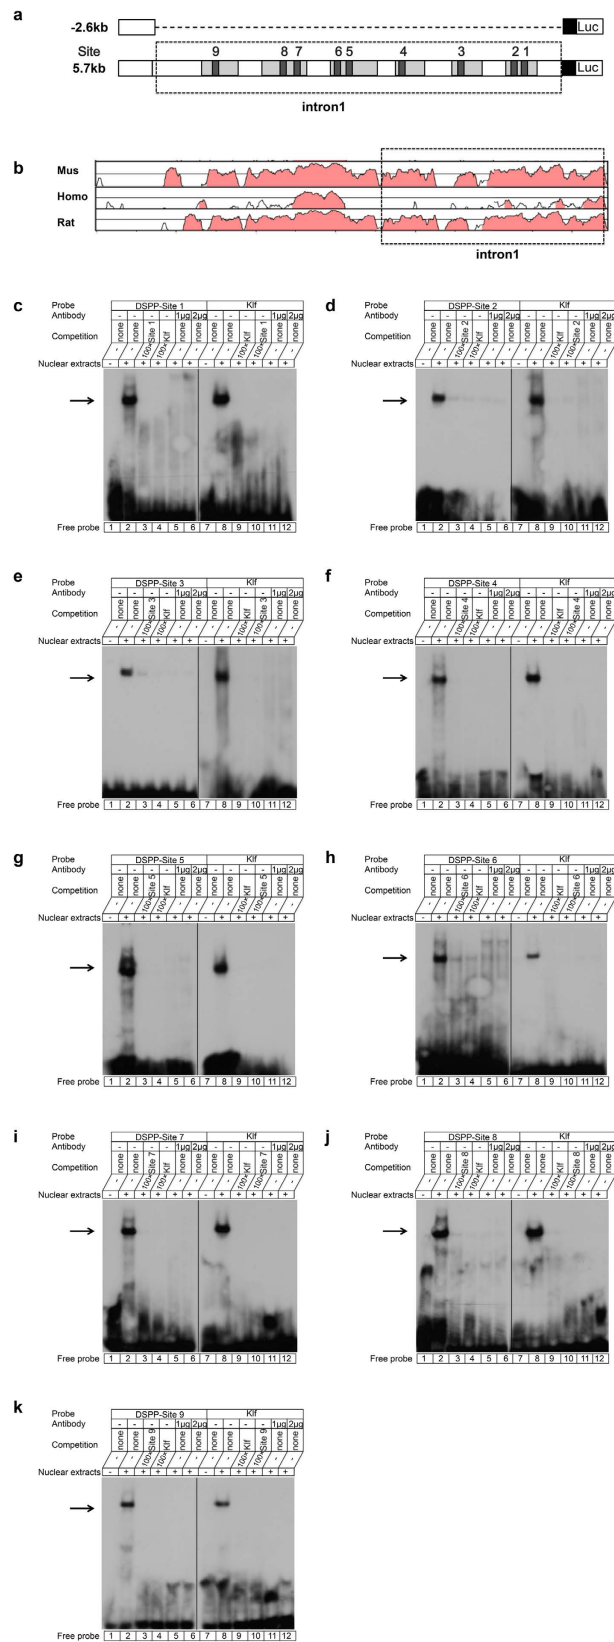 a
-2.6kb
Luc
Site
9 8 7 6 5 4 3 2 1
5.7kb
Luc
intron1
b
Mus
Homo
Rat
intron1
c
Probe DSPP-Site 1 Klf
Antibody - - - - 1μg 2μg - - - - 1μg 2μg
Competition none none 100×Site 1 100×Klf none none none none 100×Klf 100×Site 1 none none
Nuclear extracts - + + + + + - + + + + +
Free probe 1 2 3 4 5 6 7 8 9 10 11 12
d
Probe DSPP-Site 2 Klf
Antibody - - - - 1μg 2μg - - - - 1μg 2μg
Competition none none 100×Site 2 100×Klf none none none none 100×Klf 100×Site 2 none none
Nuclear extracts - + + + + + - + + + + +
Free probe 1 2 3 4 5 6 7 8 9 10 11 12
e
Probe DSPP-Site 3 Klf
Antibody - - - - 1μg 2μg - - - - 1μg 2μg
Competition none none 100×Site 3 100×Klf none none none none 100×Klf 100×Site 3 none none
Nuclear extracts - + + + + + - + + + + +
Free probe 1 2 3 4 5 6 7 8 9 10 11 12
f
Probe DSPP-Site 4 Klf
Antibody - - - - 1μg 2μg - - - - 1μg 2μg
Competition none none 100×Site 4 100×Klf none none none none 100×Klf 100×Site 4 none none
Nuclear extracts - + + + + + - + + + + +
Free probe 1 2 3 4 5 6 7 8 9 10 11 12
g
Probe DSPP-Site 5 Klf
Antibody - - - - 1μg 2μg - - - - 1μg 2μg
Competition none none 100×Site 5 100×Klf none none none none 100×Klf 100×Site 5 none none
Nuclear extracts - + + + + + - + + + + +
Free probe 1 2 3 4 5 6 7 8 9 10 11 12
h
Probe DSPP-Site 6 Klf
Antibody - - - - 1μg 2μg - - - - 1μg 2μg
Competition none none 100×Site 6 100×Klf none none none none 100×Klf 100×Site 6 none none
Nuclear extracts - + + + + + - + + + + +
Free probe 1 2 3 4 5 6 7 8 9 10 11 12
i
Probe DSPP-Site 7 Klf
Antibody - - - - 1μg 2μg - - - - 1μg 2μg
Competition none none 100×Site 7 100×Klf none none none none 100×Klf 100×Site 7 none none
Nuclear extracts - + + + + + - + + + + +
Free probe 1 2 3 4 5 6 7 8 9 10 11 12
j
Probe DSPP-Site 8 Klf
Antibody - - - - 1μg 2μg - - - - 1μg 2μg
Competition none none 100×Site 8 100×Klf none none none none 100×Klf 100×Site 8 none none
Nuclear extracts - + + + + + - + + + + +
Free probe 1 2 3 4 5 6 7 8 9 10 11 12
k
Probe DSPP-Site 9 Klf
Antibody - - - - 1μg 2μg - - - - 1μg 2μg
Competition none none 100×Site 9 100×Klf none none none none 100×Klf 100×Site 9 none none
Nuclear extracts - + + + + + - + + + + +
Free probe 1 2 3 4 5 6 7 8 9 10 11 12